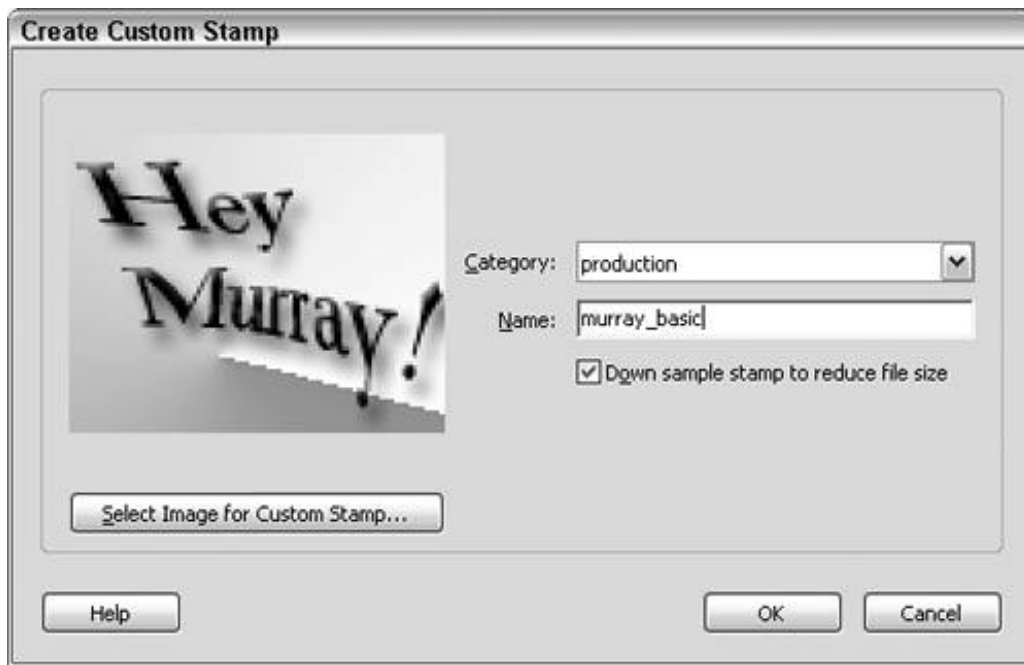 Create Custom Stamp
Hey
Murray!
Category: production
Name: murray_basic
Down sample stamp to reduce file size
Select Image for Custom Stamp...
Help OK Cancel